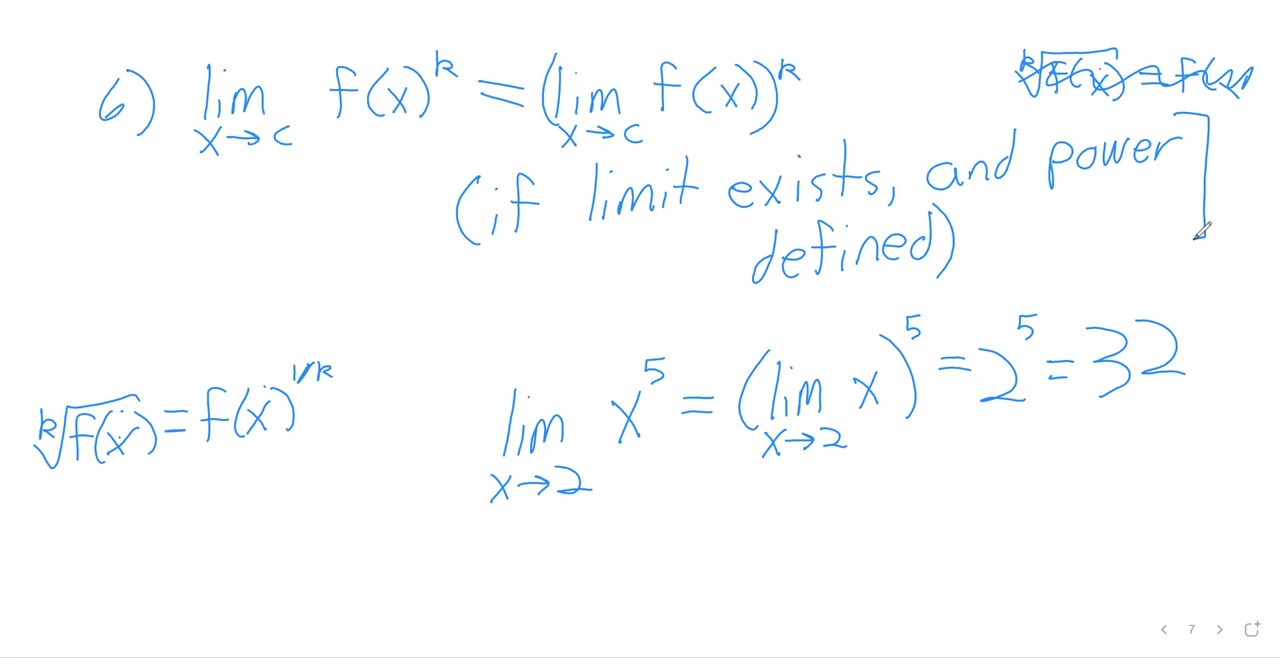 6) lim x→c f(x)^k = (lim x→c f(x))^k
k√f(x) = f(x)
(if limit exists, and power
defined)
k√f(x) = f(x)^1/k
lim x→2 x^5 = (lim x→2 x)^5 = 2^5 = 32
< 7 >